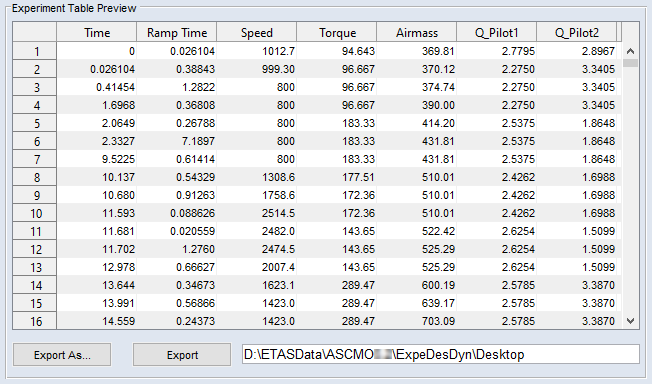 Experiment Table Preview
Time Ramp Time Speed Torque Airmass Q_Pilot1 Q_Pilot2
1 0 0.026104 1012.7 94.643 369.81 2.7795 2.8967
2 0.026104 0.38843 999.30 96.667 370.12 2.2750 3.3405
3 0.41454 1.2822 800 96.667 374.74 2.2750 3.3405
4 1.6968 0.36808 800 96.667 390.00 2.2750 3.3405
5 2.0649 0.26788 800 183.33 414.20 2.5375 1.8648
6 2.3327 7.1897 800 183.33 431.81 2.5375 1.8648
7 9.5225 0.61414 800 183.33 431.81 2.5375 1.8648
8 10.137 0.54329 1308.6 177.51 510.01 2.4262 1.6988
9 10.680 0.91263 1758.6 172.36 510.01 2.4262 1.6988
10 11.593 0.088626 2514.5 172.36 510.01 2.4262 1.6988
11 11.681 0.020559 2482.0 143.65 522.42 2.6254 1.5099
12 11.702 1.2760 2474.5 143.65 525.29 2.6254 1.5099
13 12.978 0.66627 2007.4 143.65 525.29 2.6254 1.5099
14 13.644 0.34673 1623.1 289.47 600.19 2.5785 3.3870
15 13.991 0.56866 1423.0 289.47 639.17 2.5785 3.3870
16 14.559 0.24373 1423.0 289.47 703.09 2.5785 3.3870
Export As... Export D:\ETASData\ASCMO \ExpeDesDyn\Desktop